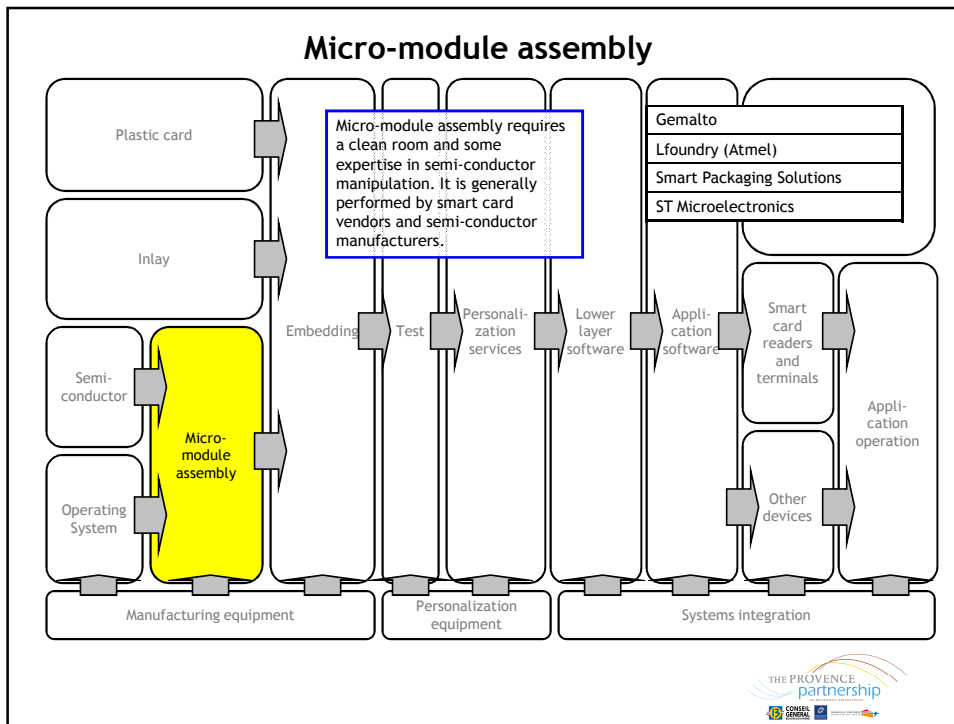 Micro-module assembly
Plastic card
Micro-module assembly requires
a clean room and some
expertise in semi-conductor
manipulation. It is generally
performed by smart card
vendors and semi-conductor
manufacturers.
Gemalto
Lfoundry (Atmel)
Smart Packaging Solutions
ST Microelectronics
Inlay
Semi-
conductor
Operating
System
Micro-
module
assembly
Embedding
Test
Personali-
zation
services
Lower
layer
software
Appli-
cation
software
Smart
card
readers
and
terminals
Other
devices
Appli-
cation
operation
Manufacturing equipment
Personalization
equipment
Systems integration
THE PROVENCE
partnership
CONSEIL
GENERAL